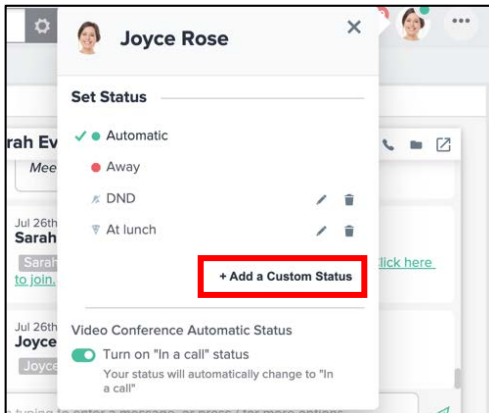 Joyce Rose
Set Status
Automatic
Away
DND
At lunch
+ Add a Custom Status
Video Conference Automatic Status
Turn on "In a call" status
Your status will automatically change to "In
a call"
rah Ev
Mee
Jul 26th
Sarah
Sarah
lick here
to join.
Jul 26th
Joyce
Joyce